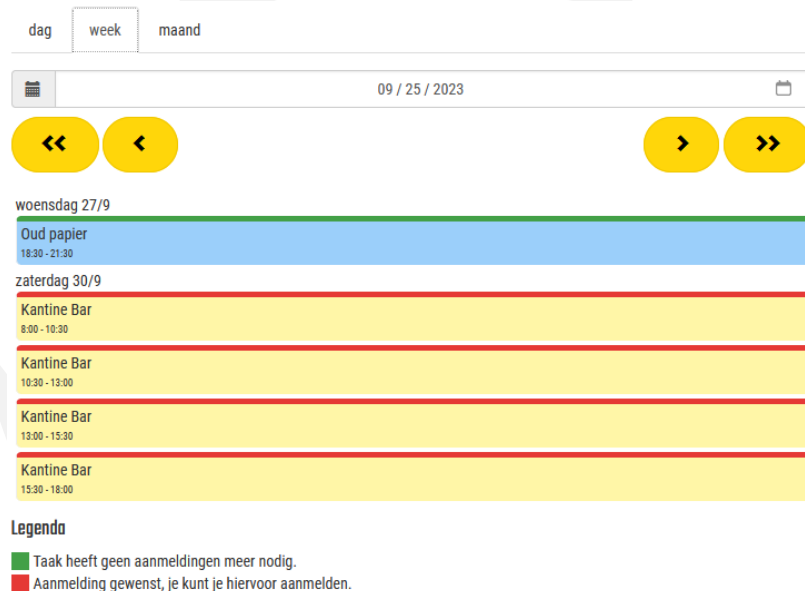 dag week maand
09 / 25 / 2023
woensdag 27/9
Oud papier
18:30 - 21:30
zaterdag 30/9
Kantine Bar
8:00 - 10:30
Kantine Bar
10:30 - 13:00
Kantine Bar
13:00 - 15:30
Kantine Bar
15:30 - 18:00
Legenda
Taak heeft geen aanmeldingen meer nodig.
Aanmelding gewenst, je kunt je hiervoor aanmelden.